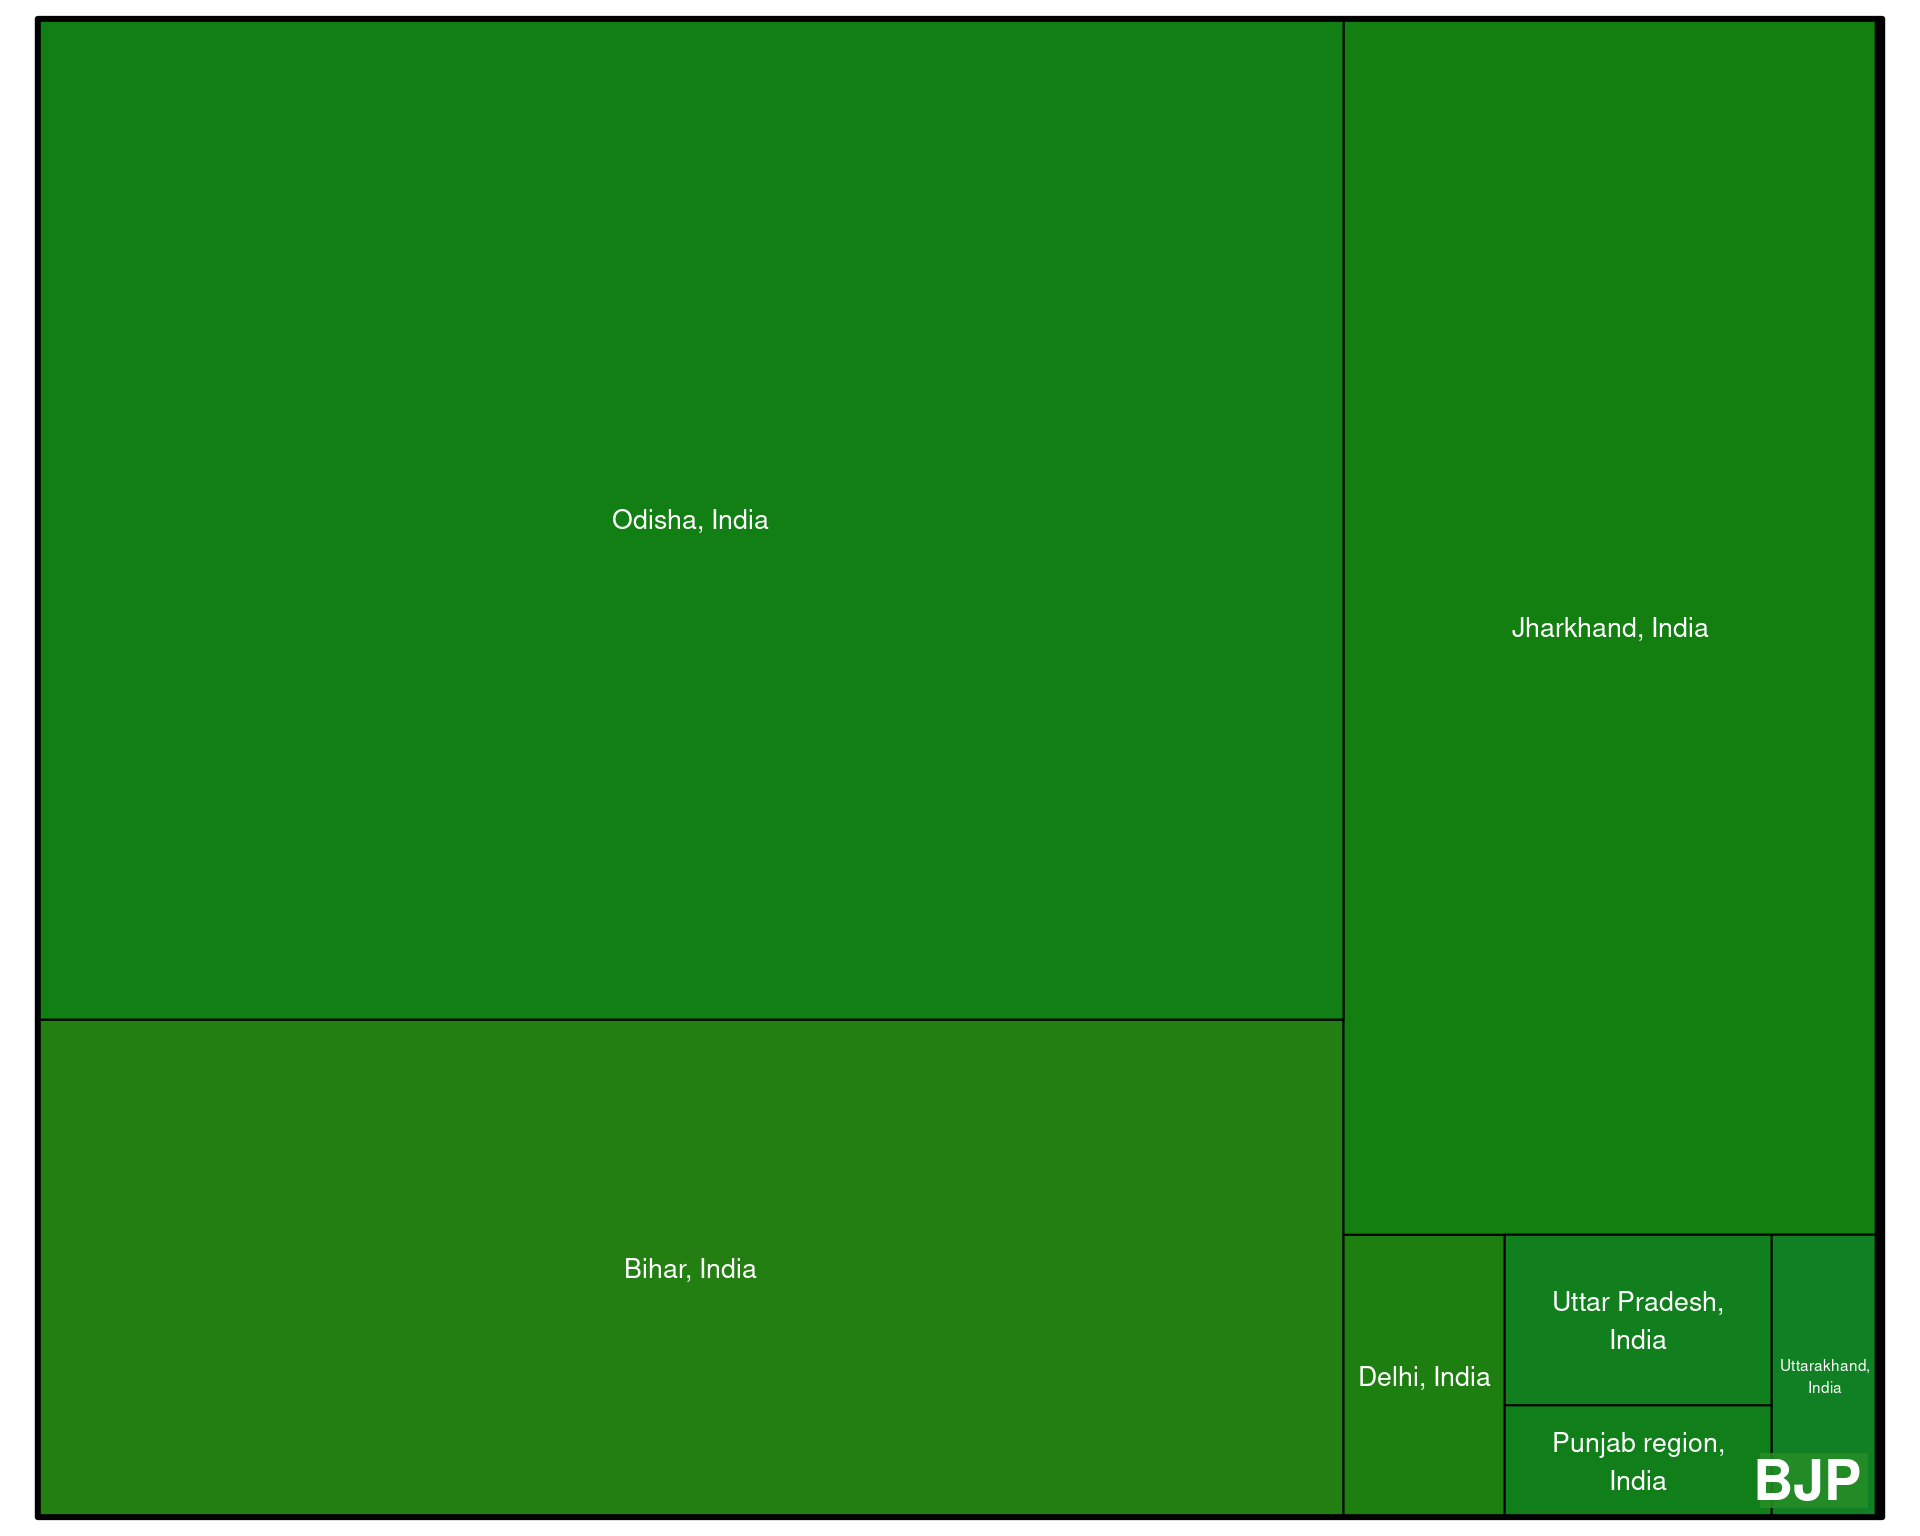 Odisha, India
Jharkhand, India
Bihar, India
Delhi, India
Uttar Pradesh,
India
Punjab region,
India
Uttarakhand,
India
BJP